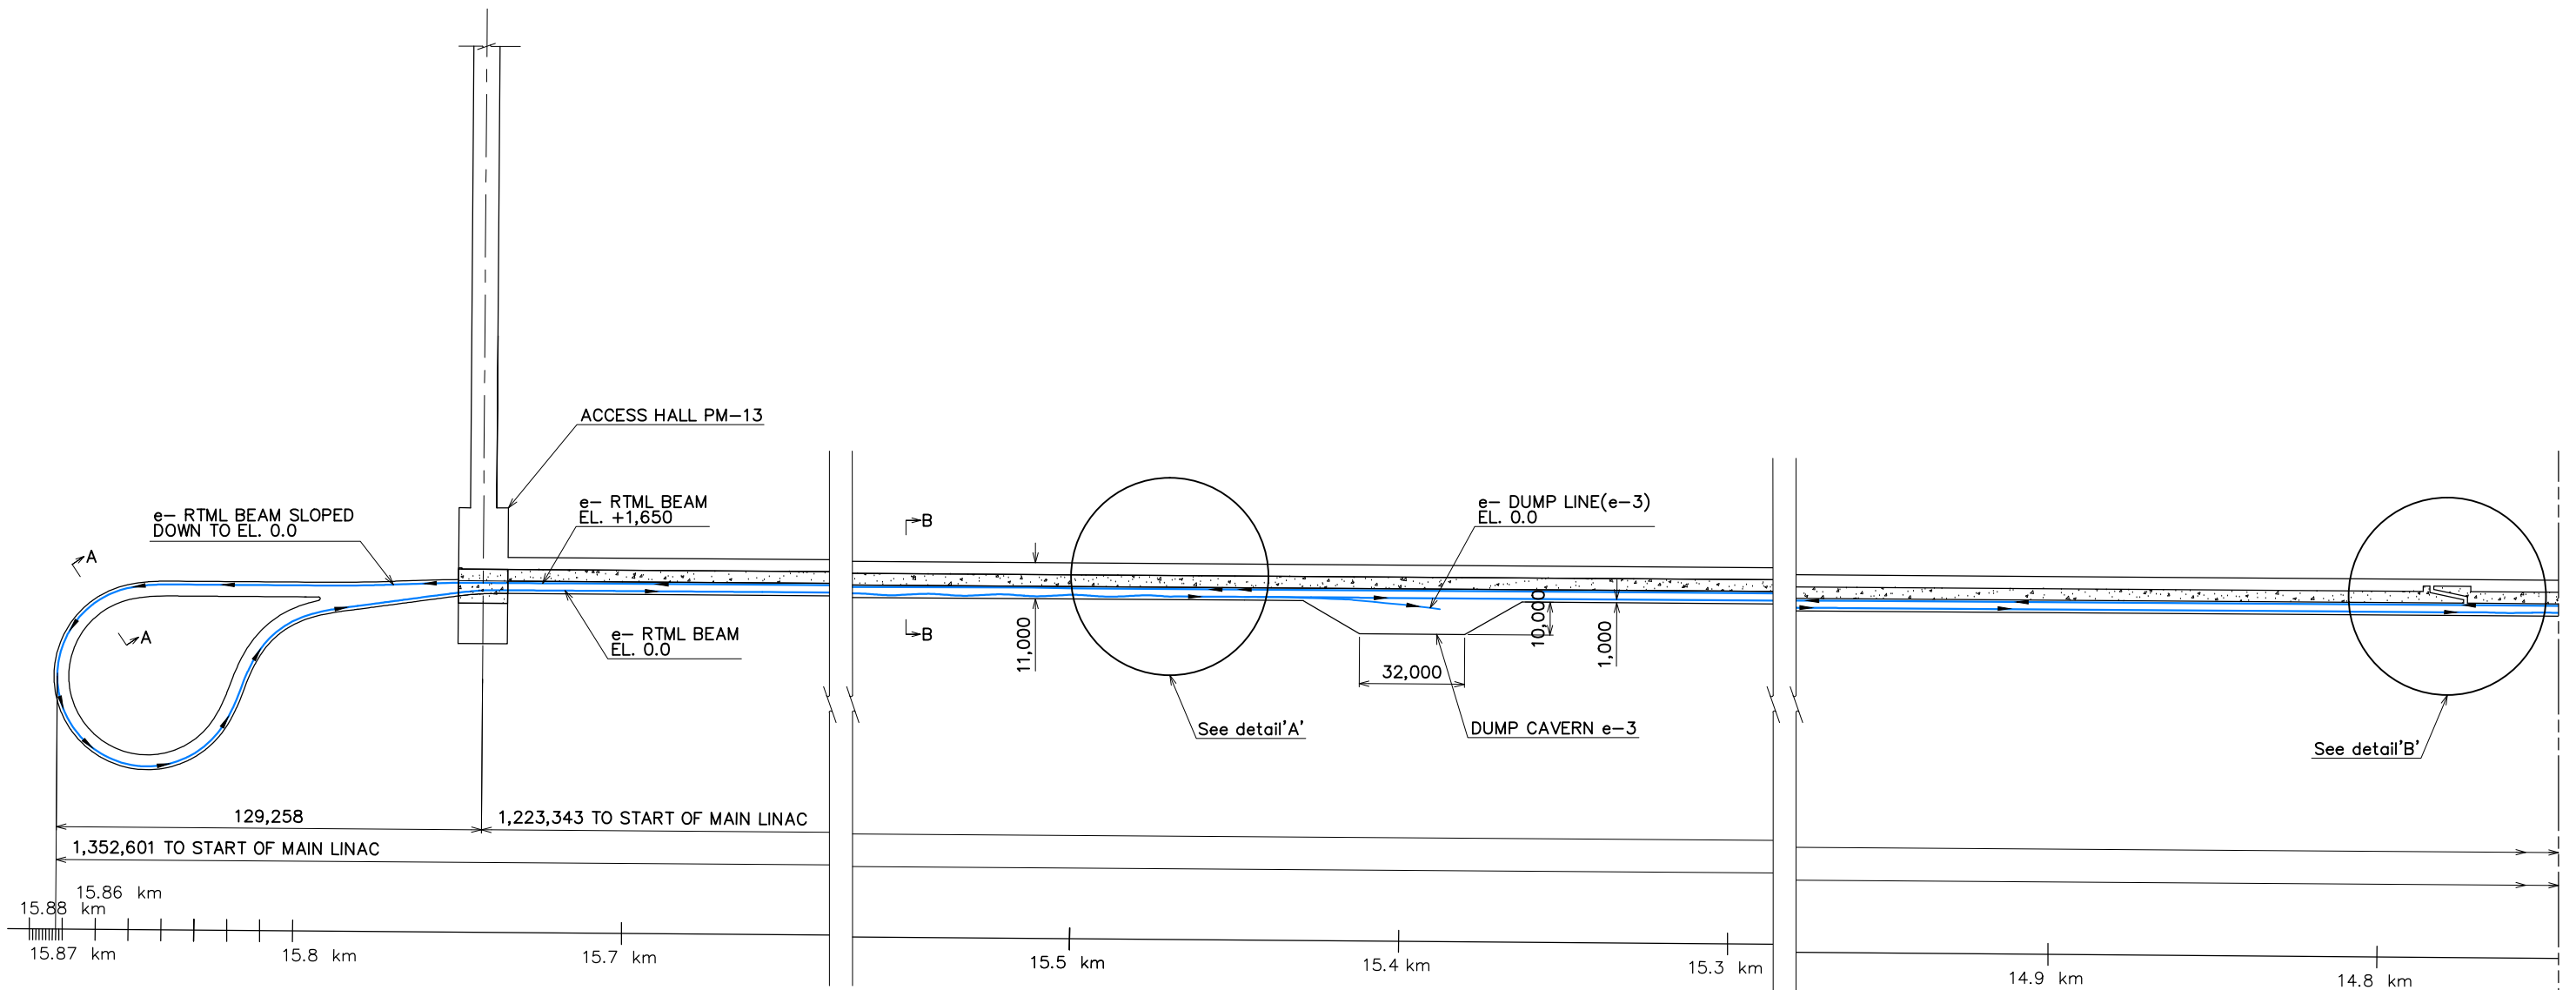 ACCESS HALL PM-13
e- RTML BEAM SLOPED
DOWN TO EL. 0.0
e- RTML BEAM
EL. +1,650
e- DUMP LINE(e-3)
EL. 0.0
A
A
B
B
e- RTML BEAM
EL. 0.0
11,000
10,000
1,000
32,000
See detail'A'
DUMP CAVERN e-3
See detail'B'
129,258
1,223,343 TO START OF MAIN LINAC
1,352,601 TO START OF MAIN LINAC
15.86 km
15.88 km
15.87 km
15.8 km
15.7 km
15.5 km
15.4 km
15.3 km
14.9 km
14.8 km